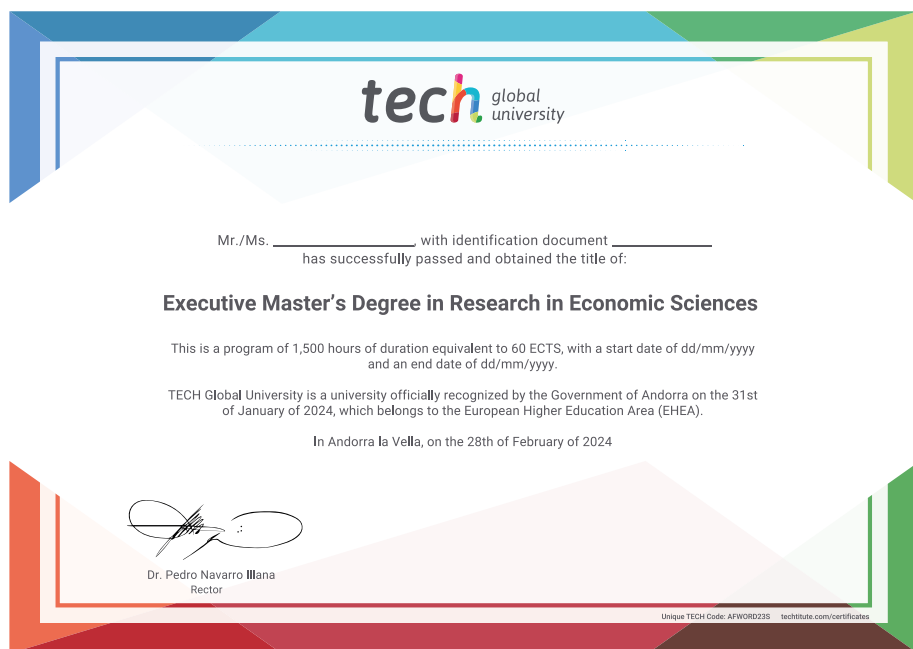 tech global
university
Mr./Ms. ______________, with identification document __________
has successfully passed and obtained the title of:
Executive Master’s Degree in Research in Economic Sciences
This is a program of 1,500 hours of duration equivalent to 60 ECTS, with a start date of dd/mm/yyyy
and an end date of dd/mm/yyyy.
TECH Global University is a university officially recognized by the Government of Andorra on the 31st
of January of 2024, which belongs to the European Higher Education Area (EHEA).
In Andorra la Vella, on the 28th of February of 2024
Dr. Pedro Navarro Illana
Rector
Unique TECH Code: AFWORD23S techtitute.com/certificates